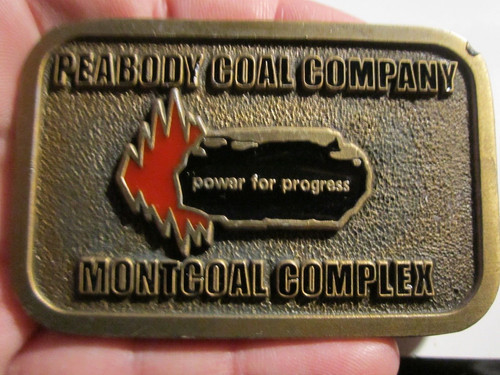 PEABODY COAL COMPANY
power for progress
MONTCOAL COMPLEX